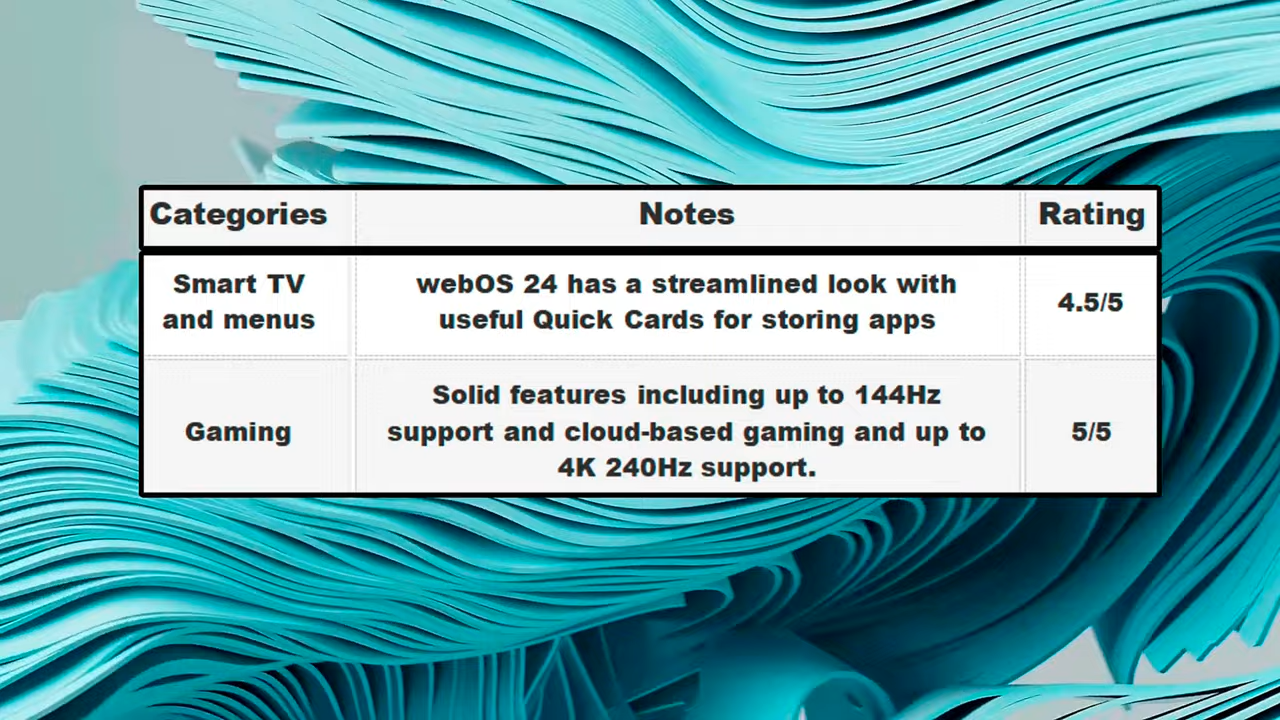 Categories Notes Rating
Smart TV
and menus
webOS 24 has a streamlined look with
useful Quick Cards for storing apps
4.5/5
Gaming
Solid features including up to 144Hz
support and cloud-based gaming and up to
4K 240Hz support.
5/5